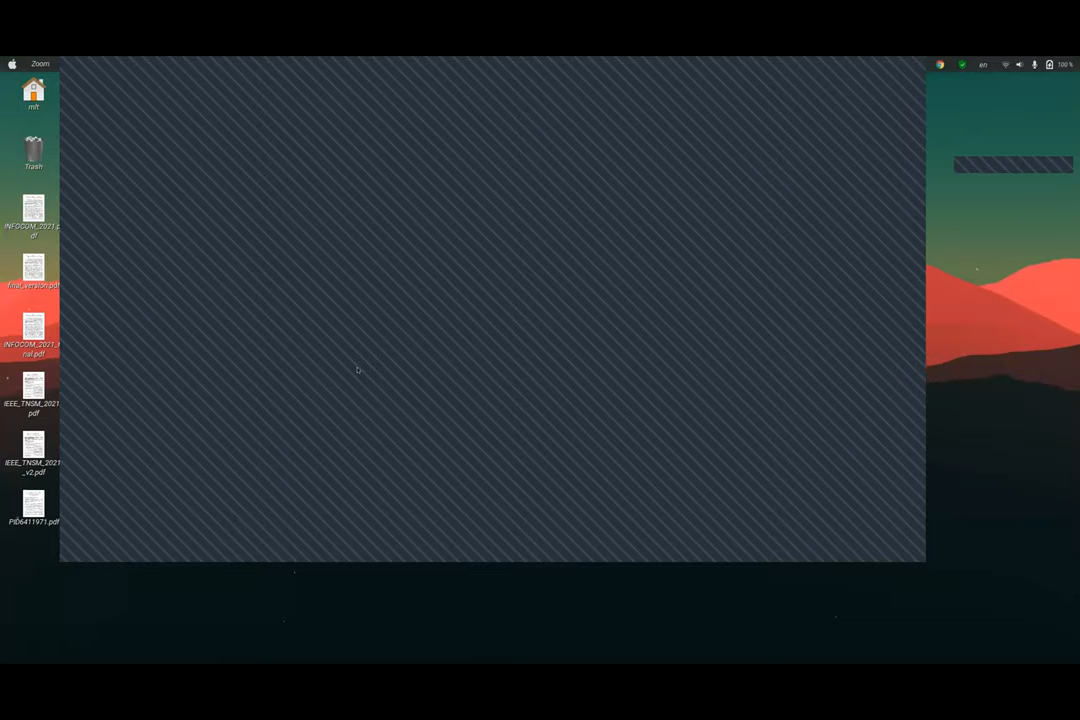 Zoom
en
100 %
mlt
Trash
INFOCOM_2021.p
df
final_version.pdf
INFOCOM_2021_f
nal.pdf
IEEE_TNSM_2021
pdf
IEEE_TNSM_2021
_v2.pdf
PID6411971.pdf